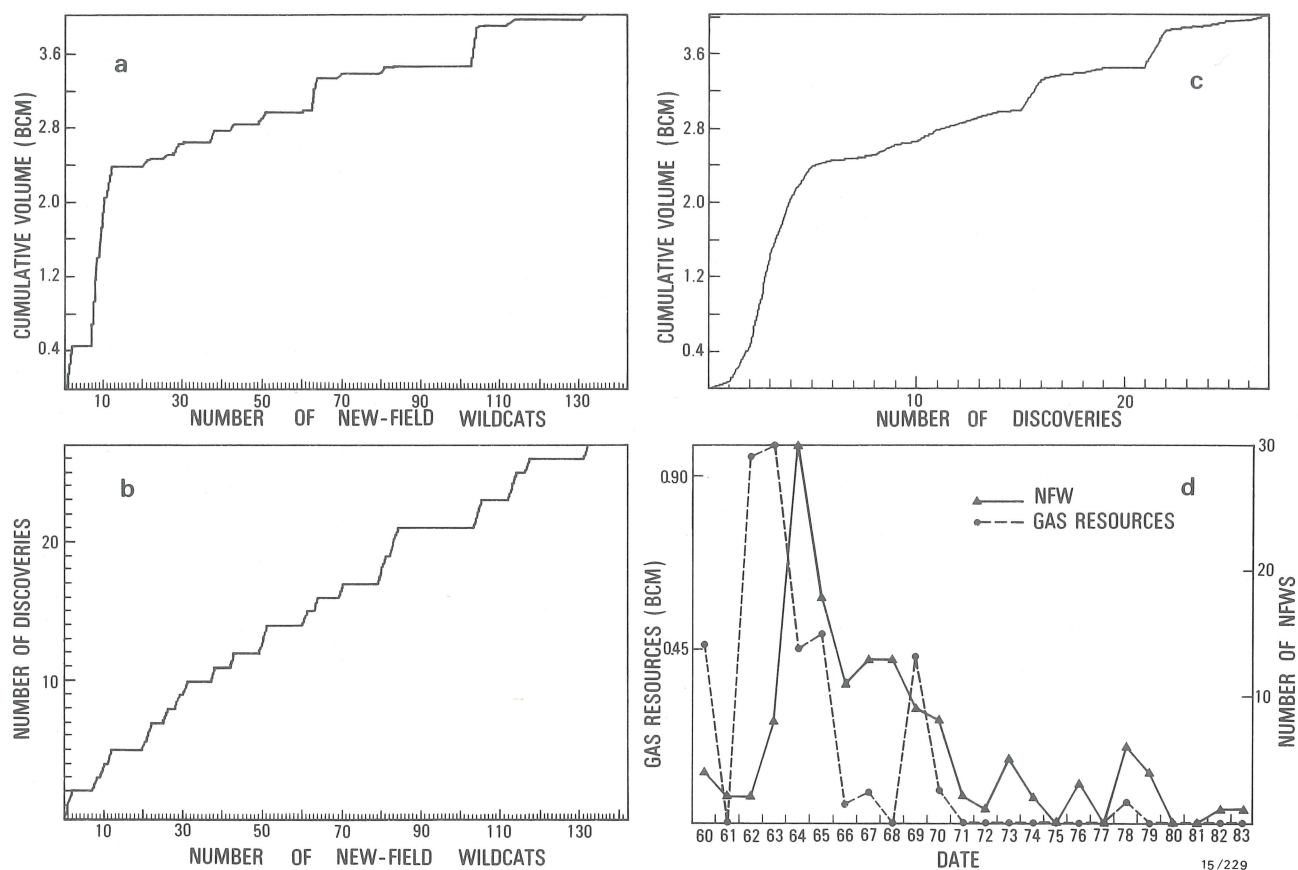 a
3.6
2.8
2.0
1.2
0.4
CUMULATIVE VOLUME (BCM)
10 30 50 70 90 110 130
NUMBER OF NEW-FIELD WILDCATS
c
3.6
2.8
2.0
1.2
0.4
CUMULATIVE VOLUME (BCM)
10 20
NUMBER OF DISCOVERIES
b
20
10
NUMBER OF DISCOVERIES
10 30 50 70 90 110 130
NUMBER OF NEW-FIELD WILDCATS
d
NFW
GAS RESOURCES
0.90
0.45
GAS RESOURCES (BCM)
30
20
10
NUMBER OF NFWS
60 61 62 63 64 65 66 67 68 69 70 71 72 73 74 75 76 77 78 79 80 81 82 83
DATE
15/229